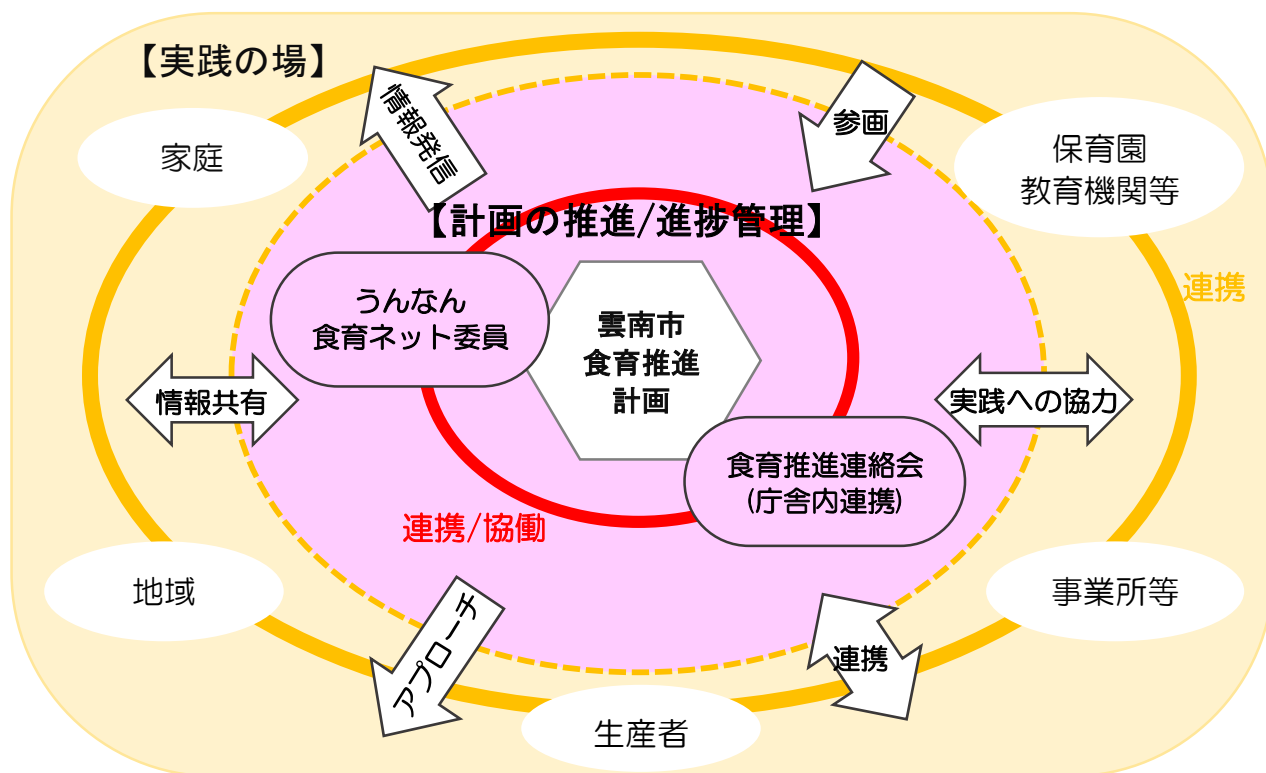 【実践の場】
情報発信
参画
家庭
保育園
教育機関等
【計画の推進/進捗管理】
連携
うんなん
食育ネット委員
雲南市
食育推進
計画
情報共有
実践への協力
食育推進連絡会
(庁舎内連携)
連携/協働
地域
アプローチ
事業所等
連携
生産者